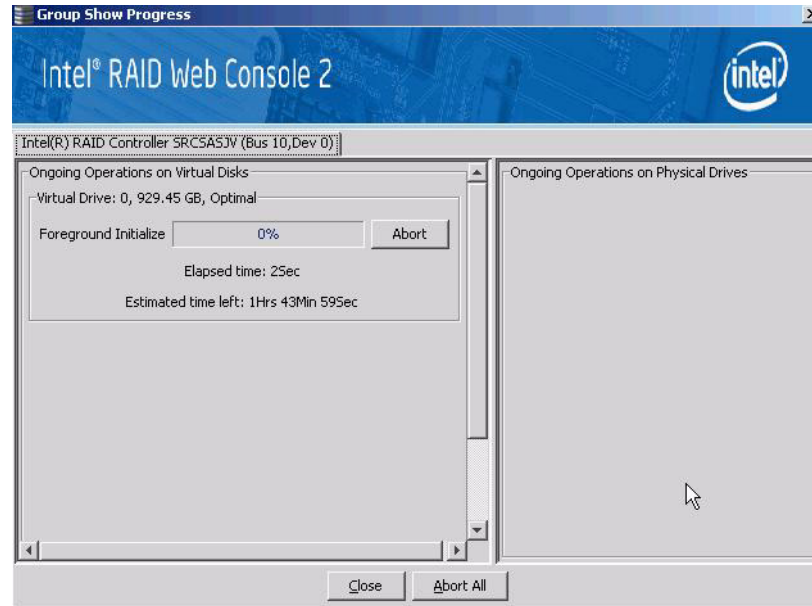 Group Show Progress
Intel® RAID Web Console 2
intel
Intel(R) RAID Controller SRCSASJV (Bus 10,Dev 0)
Ongoing Operations on Virtual Disks
Virtual Drive: 0, 929.45 GB, Optimal
Foreground Initialize 0% Abort
Elapsed time: 2Sec
Estimated time left: 1Hrs 43Min 59Sec
Ongoing Operations on Physical Drives
Close Abort All